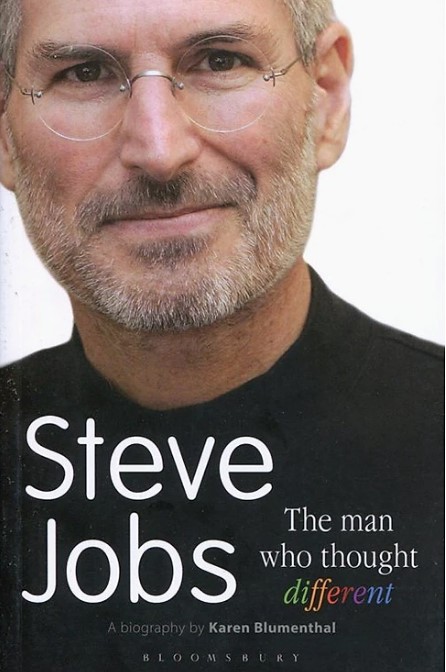 Steve
Jobs
The man
who thought
different
A biography by Karen Blumenthal
BLOOMSBURY